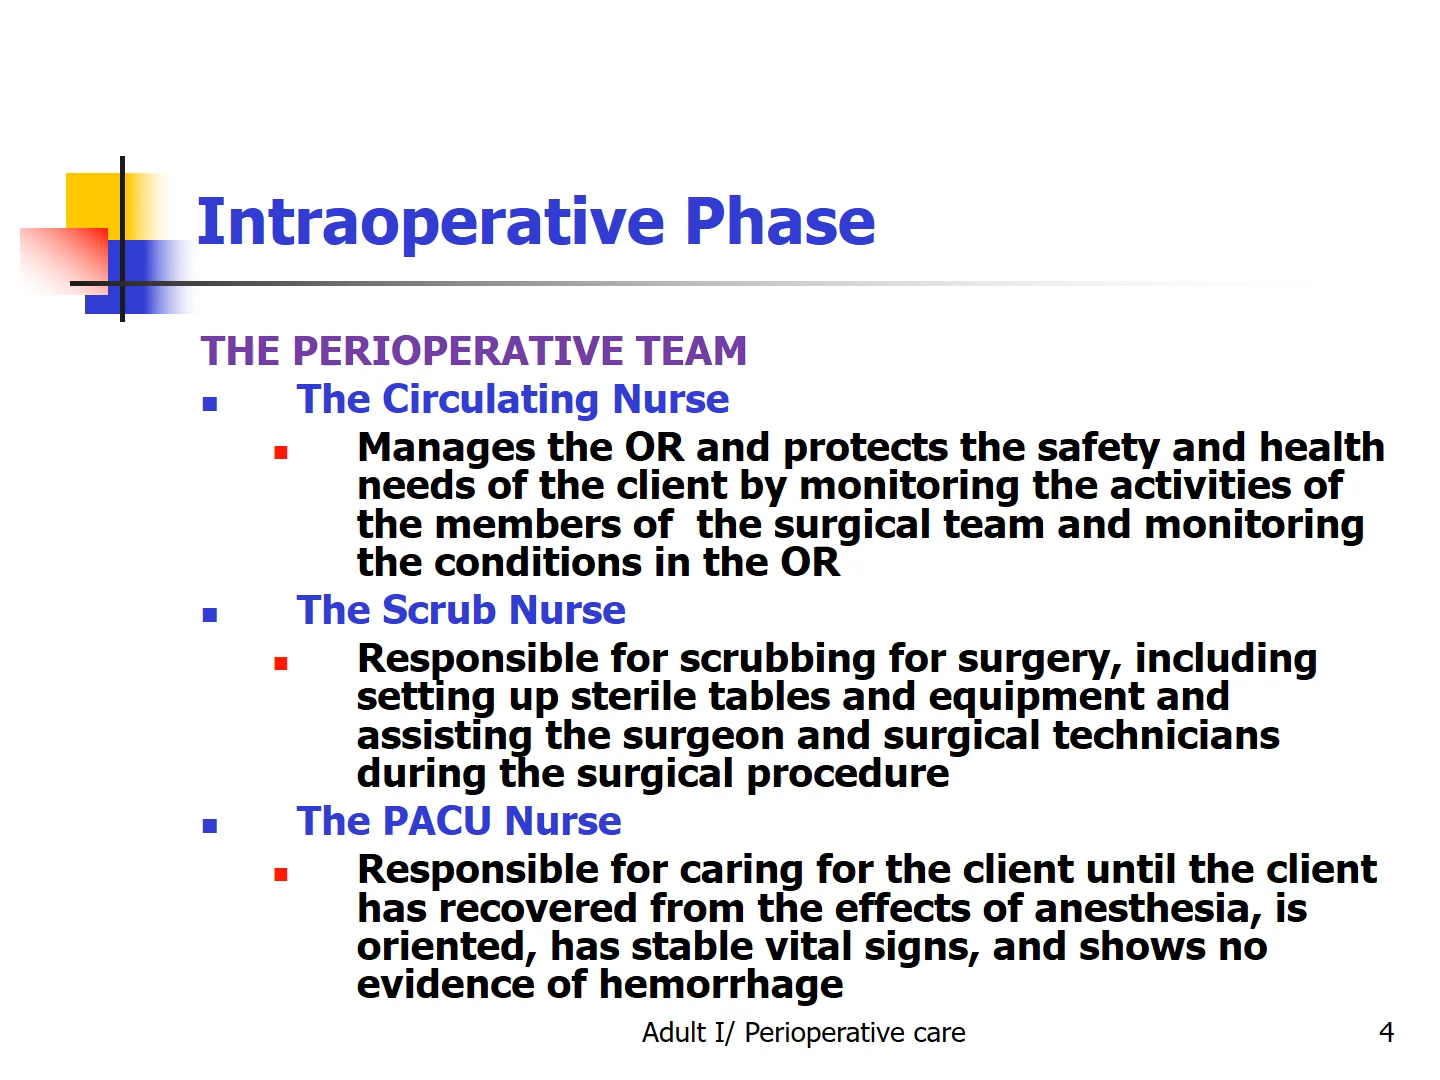 Intraoperative Phase
THE PERIOPERATIVE TEAM
The Circulating Nurse
Manages the OR and protects the safety and health
needs of the client by monitoring the activities of
the members of  the surgical team and monitoring
the conditions in the OR
The Scrub Nurse
Responsible for scrubbing for surgery, including
setting up sterile tables and equipment and
assisting the surgeon and surgical technicians
during the surgical procedure
The PACU Nurse
Responsible for caring for the client until the client
has recovered from the effects of anesthesia, is
oriented, has stable vital signs, and shows no
evidence of hemorrhage
Adult I/ Perioperative care
4